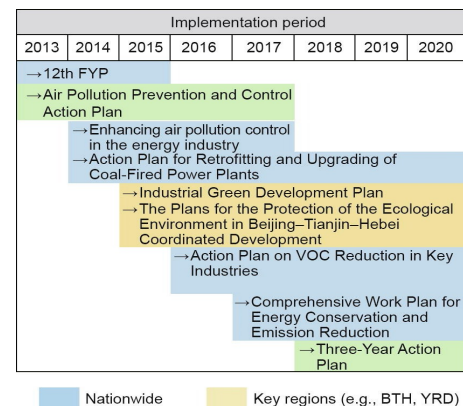 Implementation period
2013 2014 2015 2016 2017 2018 2019 2020
→12th FYP
→Air Pollution Prevention and Control
Action Plan
→Enhancing air pollution control
in the energy industry
→Action Plan for Retrofitting and Upgrading of
Coal-Fired Power Plants
→Industrial Green Development Plan
→The Plans for the Protection of the Ecological
Environment in Beijing–Tianjin–Hebei
Coordinated Development
→Action Plan on VOC Reduction in Key
Industries
→Comprehensive Work Plan for
Energy Conservation and
Emission Reduction
→Three-Year Action
Plan
Nationwide Key regions (e.g., BTH, YRD)